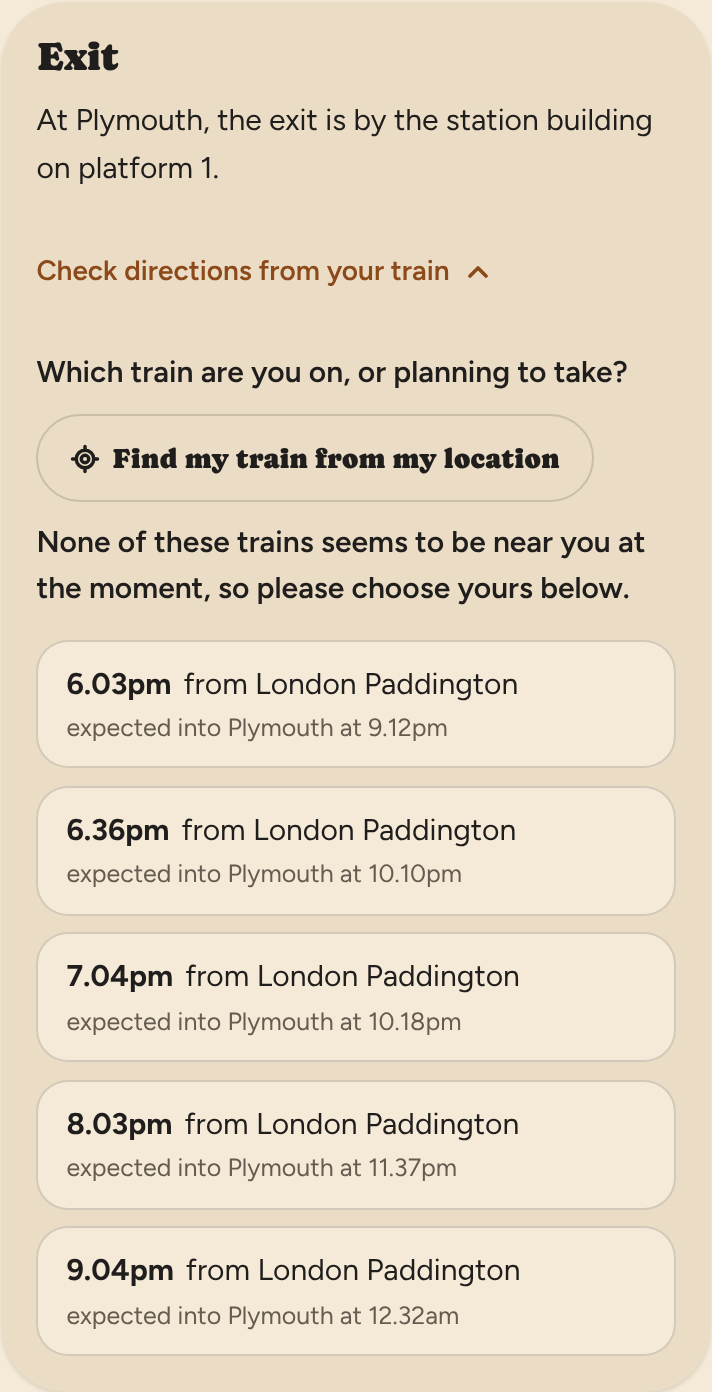 Exit
At Plymouth, the exit is by the station building
on platform 1.
Check directions from your train
Which train are you on, or planning to take?
Find my train from my location
None of these trains seems to be near you at
the moment, so please choose yours below.
6.03pm from London Paddington
expected into Plymouth at 9.12pm
6.36pm from London Paddington
expected into Plymouth at 10.10pm
7.04pm from London Paddington
expected into Plymouth at 10.18pm
8.03pm from London Paddington
expected into Plymouth at 11.37pm
9.04pm from London Paddington
expected into Plymouth at 12.32am